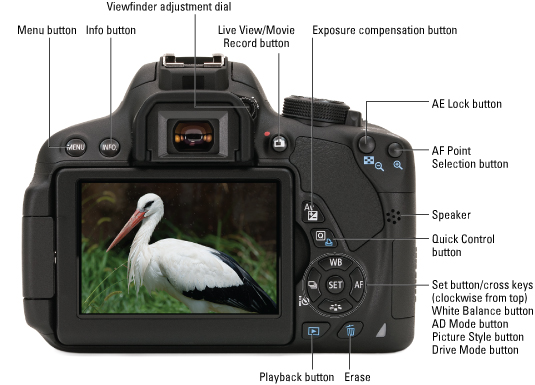 Viewfinder adjustment dial
Menu button
Info button
Live View/Movie
Record button
Exposure compensation button
AE Lock button
AF Point
Selection button
Speaker
Quick Control
button
Set button/cross keys
(clockwise from top)
White Balance button
AD Mode button
Picture Style button
Drive Mode button
Playback button
Erase
MENU
INFO
Av
Q
WB
SET
AF